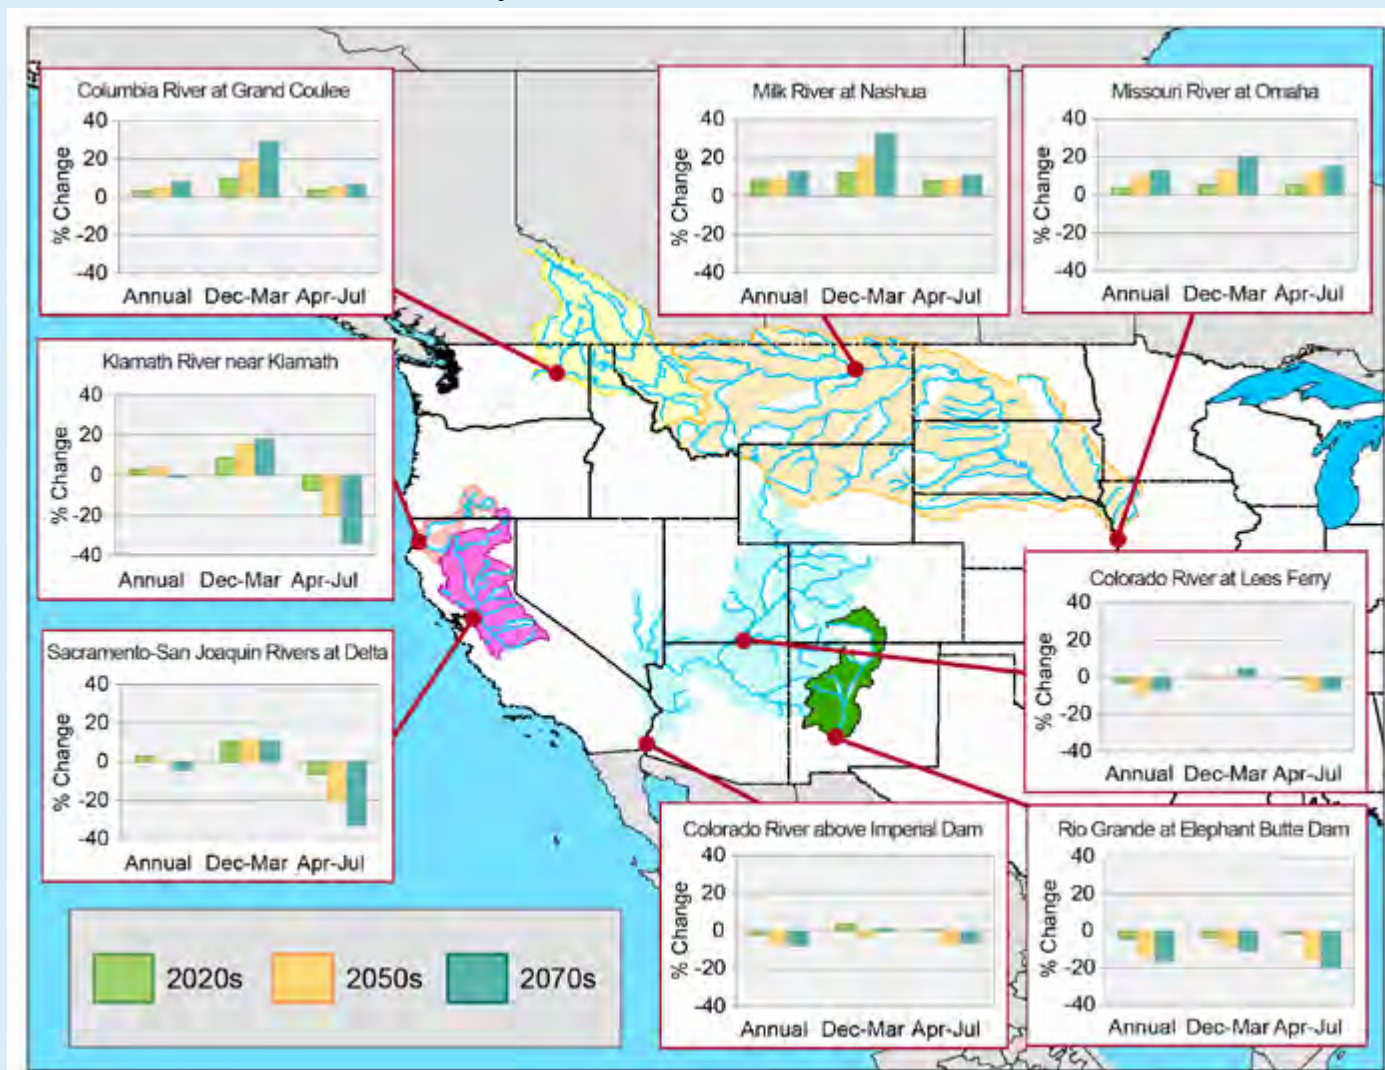 Columbia River at Grand Coulee
% Change
40
20
0
-20
-40
Annual Dec-Mar Apr-Jul
Milk River at Nashua
% Change
40
20
0
-20
-40
Annual Dec-Mar Apr-Jul
Missouri River at Omaha
% Change
40
20
0
-20
-40
Annual Dec-Mar Apr-Jul
Klamath River near Klamath
% Change
40
20
0
-20
-40
Annual Dec-Mar Apr-Jul
Colorado River at Lees Ferry
% Change
40
20
0
-20
-40
Annual Dec-Mar Apr-Jul
Sacramento-San Joaquin Rivers at Delta
% Change
40
20
0
-20
-40
Annual Dec-Mar Apr-Jul
Colorado River above Imperial Dam
% Change
40
20
0
-20
-40
Annual Dec-Mar Apr-Jul
Rio Grande at Elephant Butte Dam
% Change
40
20
0
-20
-40
Annual Dec-Mar Apr-Jul
2020s 2050s 2070s